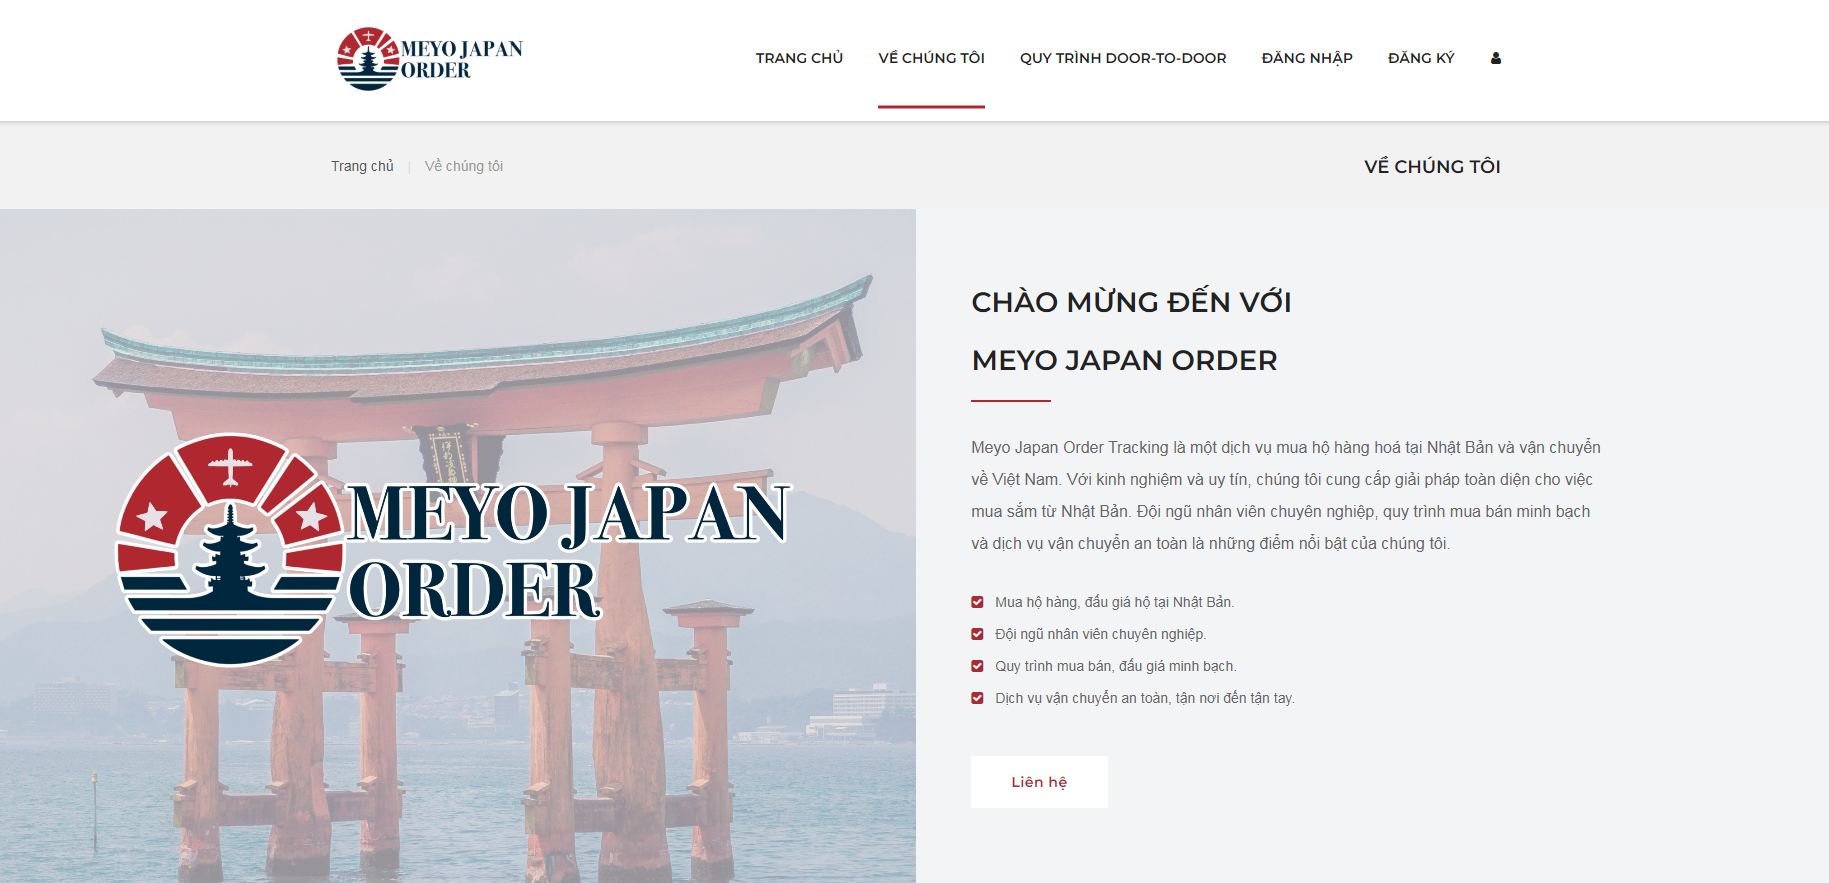 MEYO JAPAN
ORDER
TRANG CHỦ
VỀ CHÚNG TÔI
QUY TRÌNH DOOR-TO-DOOR
ĐĂNG NHẬP
ĐĂNG KÝ
Trang chủ | Về chúng tôi
VỀ CHÚNG TÔI
MEYO JAPAN
ORDER
CHÀO MỪNG ĐẾN VỚI
MEYO JAPAN ORDER
Meyo Japan Order Tracking là một dịch vụ mua hộ hàng hoá tại Nhật Bản và vận chuyển
về Việt Nam. Với kinh nghiệm và uy tín, chúng tôi cung cấp giải pháp toàn diện cho việc
mua sắm từ Nhật Bản. Đội ngũ nhân viên chuyên nghiệp, quy trình mua bán minh bạch
và dịch vụ vận chuyển an toàn là những điểm nổi bật của chúng tôi.
Mua hộ hàng, đấu giá hộ tại Nhật Bản.
Đội ngũ nhân viên chuyên nghiệp.
Quy trình mua bán, đấu giá minh bạch.
Dịch vụ vận chuyển an toàn, tận nơi đến tận tay.
Liên hệ